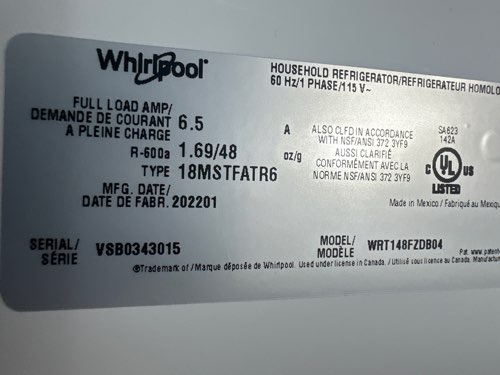 Whirlpool®
HOUSEHOLD REFRIGERATOR/REFRIGERATEUR
60 Hz/1 PHASE/115 V~
FULL LOAD AMP/
DEMANDE DE COURANT 6.5 A
A PLEINE CHARGE
R-600a 1.69/48 oz/g
TYPE 18MSTFATR6
MFG. DATE/
DATE DE FABR. 202201
ALSO CLFD IN ACCORDANCE
WITH NSF/ANSI 372 3YF9
AUSSI CLARIFIÉ
CONFORMÉMENT AVEC LA
NORME NSF/ANSI 372 3YF9
SA623
142A
C UL US
LISTED
Made in Mexico / Fabriqué au
SERIAL/
SÉRIE VSB0343015
MODEL/
MODÈLE WRT148FZDB04
Pat. www.
®Trademark of / Marque déposée de Whirlpool. Used under license in Canada. / Utilisé sous licence au Canada.